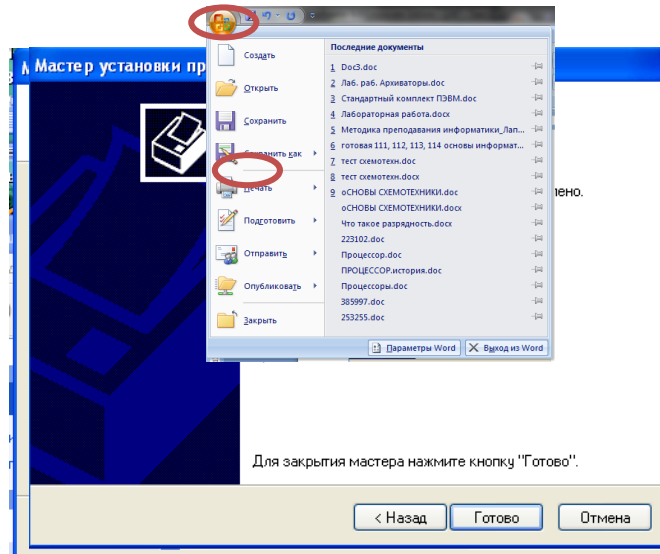 Мастер установки пр
Создать
Открыть
Сохранить
Сохранить как
Печать
Подготовить
Отправить
Опубликовать
Закрыть
Последние документы
1 Doc3.doc
2 Лаб. раб. Архиваторы.doc
3 Стандартный комплект ПЭВМ.doc
4 Лабораторная работа.docx
5 Методика преподавания информатики_Лап...
6 готовая 111, 112, 113, 114 основы информат...
7 тест схемотехн.doc
8 тест схемотехн.docx
9 оСНОВЫ СХЕМОТЕХНИКИ.doc
оСНОВЫ СХЕМОТЕХНИКИ.docx
Что такое разрядность.docx
223102.doc
Процессор.doc
ПРОЦЕССОР.история.doc
Процессоры.doc
385997.doc
253255.doc
Параметры Word
Выход из Word
лено.
Для закрытия мастера нажмите кнопку "Готово".
< Назад
Готово
Отмена